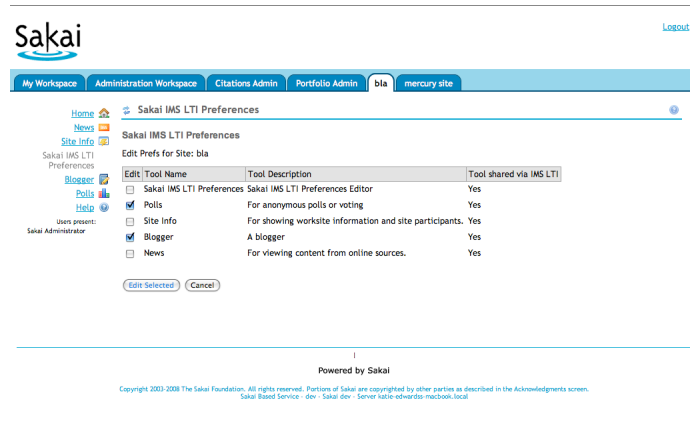 Sakai
Logout
My Workspace Administration Workspace Citations Admin Portfolio Admin bla mercury site
Home
News
Site Info
Sakai IMS LTI
Preferences
Blogger
Polls
Help
Users present:
Sakai Administrator
Sakai IMS LTI Preferences
Sakai IMS LTI Preferences
Edit Prefs for Site: bla
Edit Tool Name Tool Description Tool shared via IMS LTI
Sakai IMS LTI Preferences Sakai IMS LTI Preferences Editor Yes
Polls For anonymous polls or voting Yes
Site Info For showing worksite information and site participants. Yes
Blogger A blogger Yes
News For viewing content from online sources. Yes
Edit Selected Cancel
|
Powered by Sakai
Copyright 2003-2008 The Sakai Foundation. All rights reserved. Portions of Sakai are copyrighted by other parties as described in the Acknowledgments screen.
Sakai Based Service - dev - Sakai dev - Server katie-edwardss-macbook.local